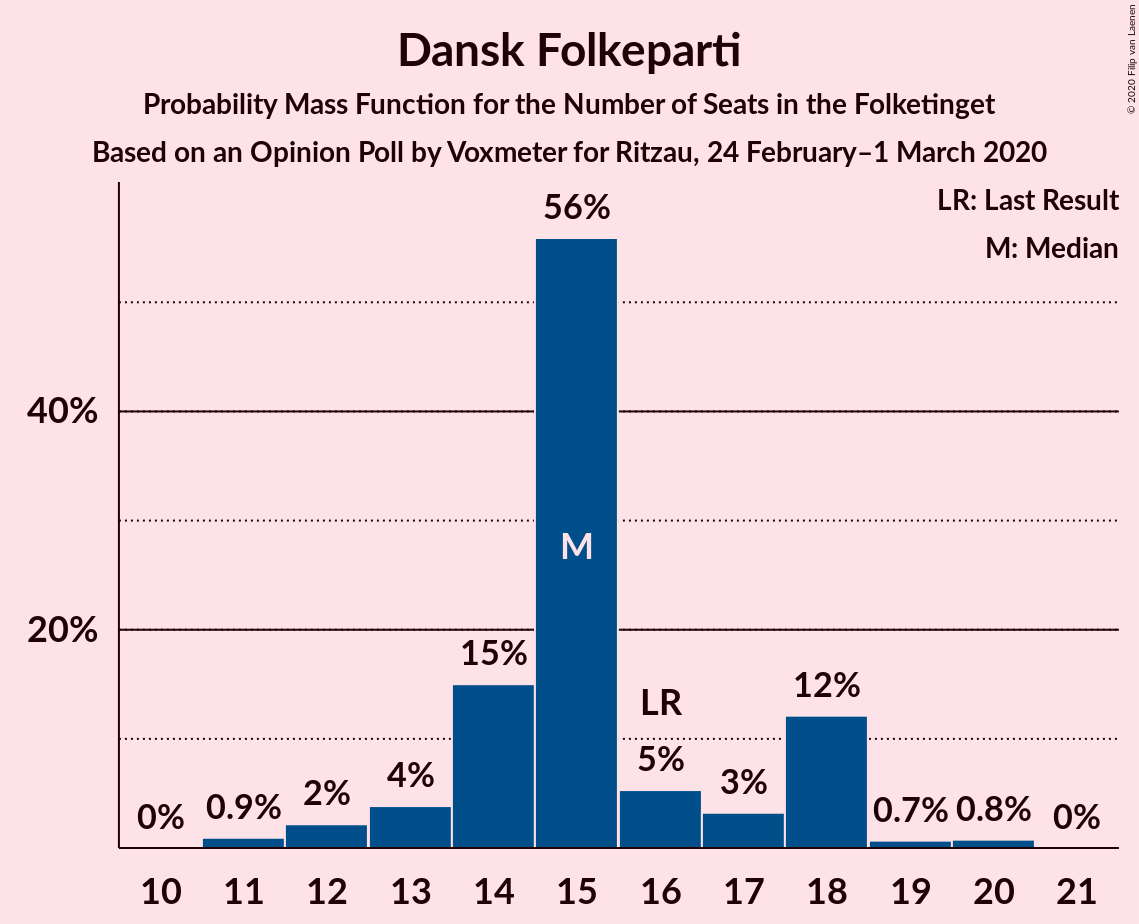 Dansk Folkeparti
Probability Mass Function for the Number of Seats in the Folketinget
Based on an Opinion Poll by Voxmeter for Ritzau, 24 February–1 March 2020
© 2020 Filip van Laenen
LR: Last Result
M: Median
40%
20%
0%
0.9%
2%
4%
15%
56%
M
LR
5%
3%
12%
0.7%
0.8%
0%
10 11 12 13 14 15 16 17 18 19 20 21